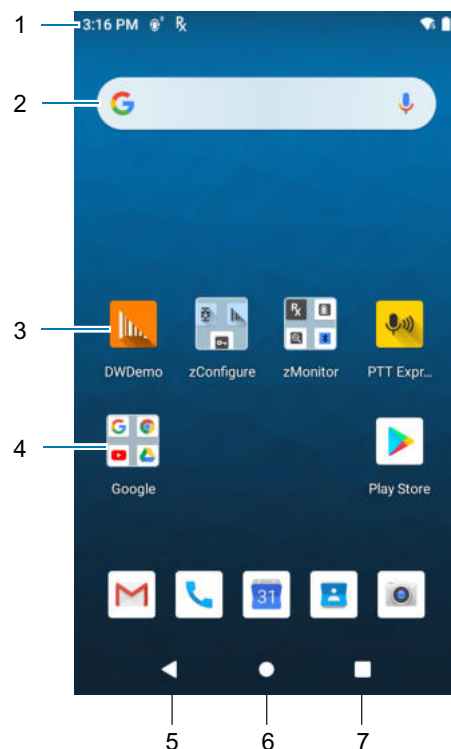 1
3:16 PM
2
3
DWDemo
zConfigure
zMonitor
PTT Expr...
4
Google
Play Store
31
5
6
7